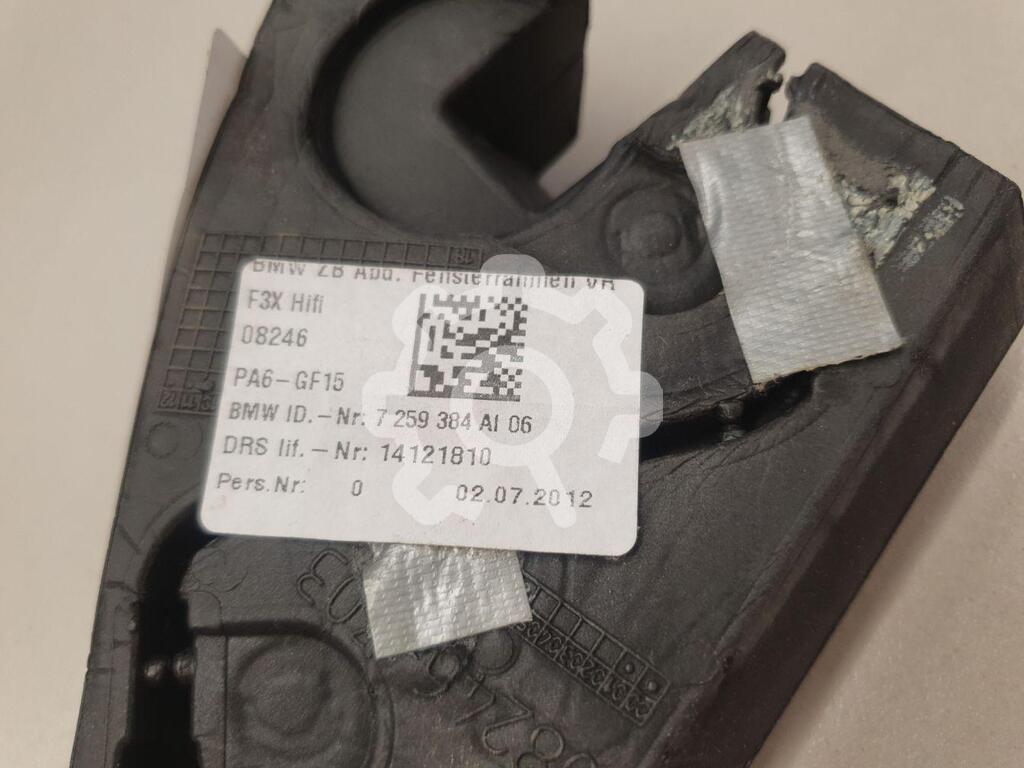 BMW ZB Abd. Fensterrahmen VR
F3X Hifi
08246
PA6-GF15
BMW ID.-Nr: 7 259 384 AI 06
DRS lif.-Nr: 14121810
Pers.Nr: 0 02.07.2012